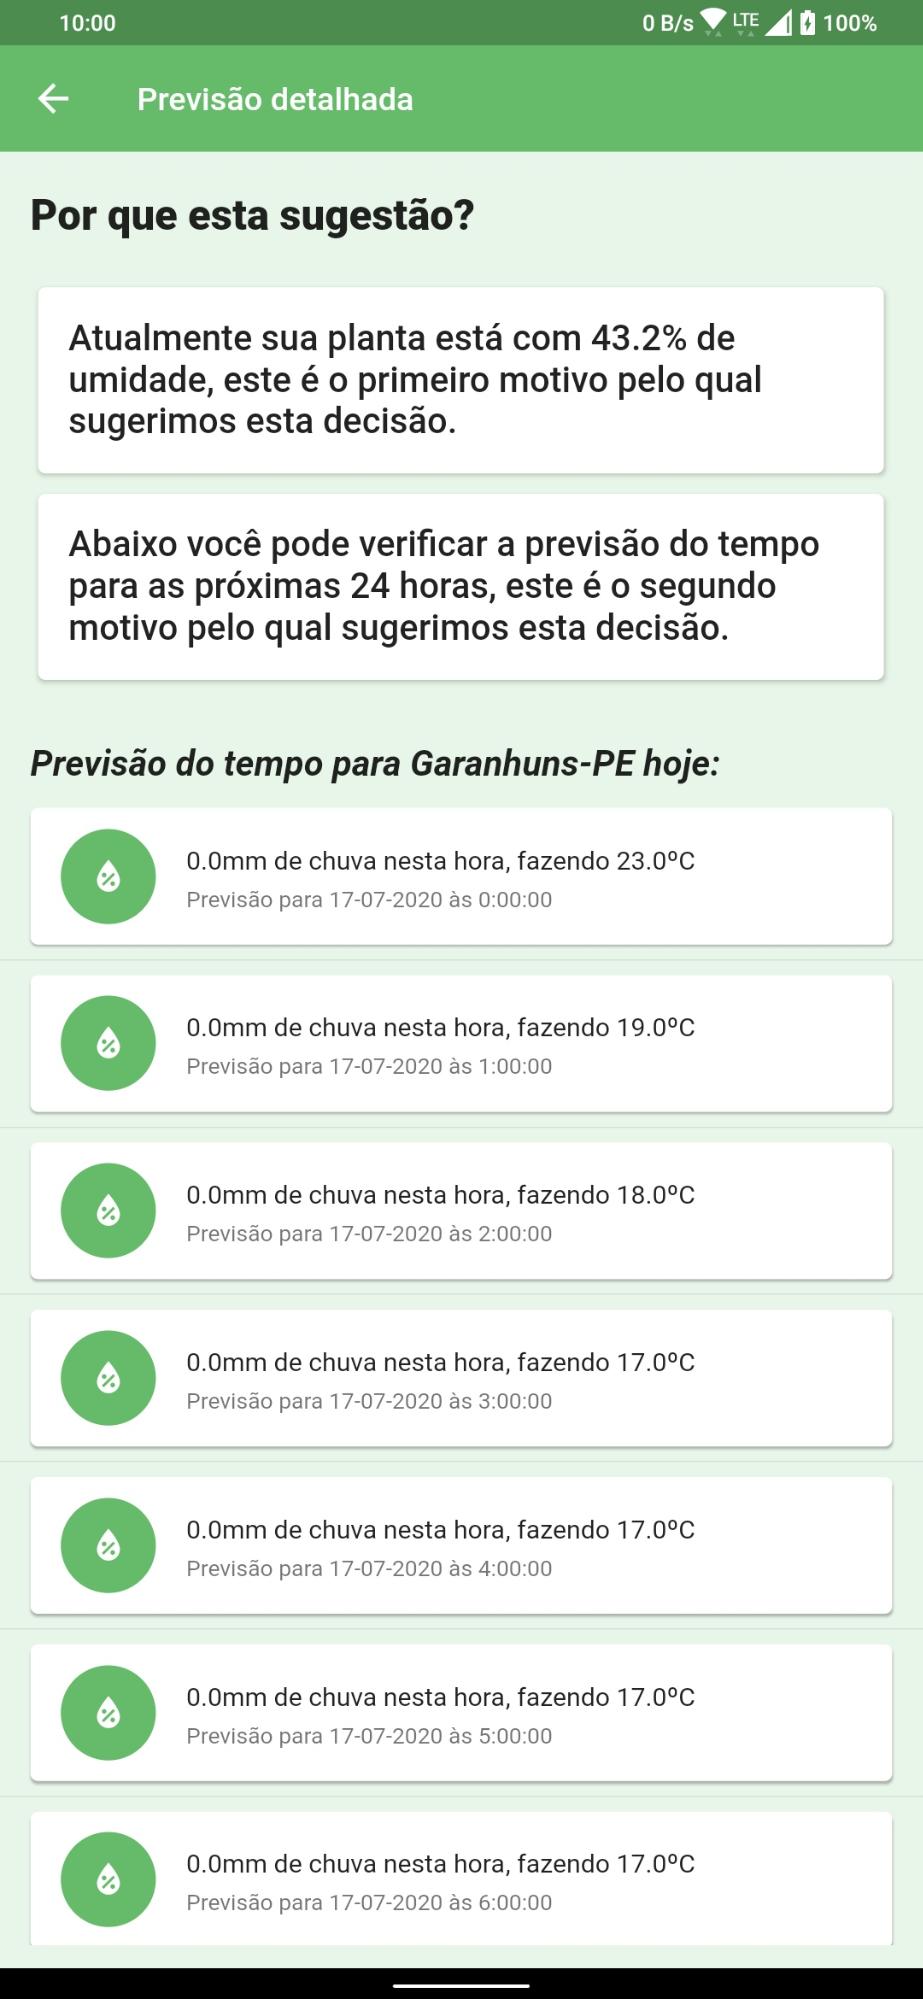 10:00
0 B/s LTE 100%
Previsão detalhada
Por que esta sugestão?
Atualmente sua planta está com 43.2% de
umidade, este é o primeiro motivo pelo qual
sugerimos esta decisão.
Abaixo você pode verificar a previsão do tempo
para as próximas 24 horas, este é o segundo
motivo pelo qual sugerimos esta decisão.
Previsão do tempo para Garanhuns-PE hoje:
0.0mm de chuva nesta hora, fazendo 23.0ºC
Previsão para 17-07-2020 às 0:00:00
0.0mm de chuva nesta hora, fazendo 19.0ºC
Previsão para 17-07-2020 às 1:00:00
0.0mm de chuva nesta hora, fazendo 18.0ºC
Previsão para 17-07-2020 às 2:00:00
0.0mm de chuva nesta hora, fazendo 17.0ºC
Previsão para 17-07-2020 às 3:00:00
0.0mm de chuva nesta hora, fazendo 17.0ºC
Previsão para 17-07-2020 às 4:00:00
0.0mm de chuva nesta hora, fazendo 17.0ºC
Previsão para 17-07-2020 às 5:00:00
0.0mm de chuva nesta hora, fazendo 17.0ºC
Previsão para 17-07-2020 às 6:00:00